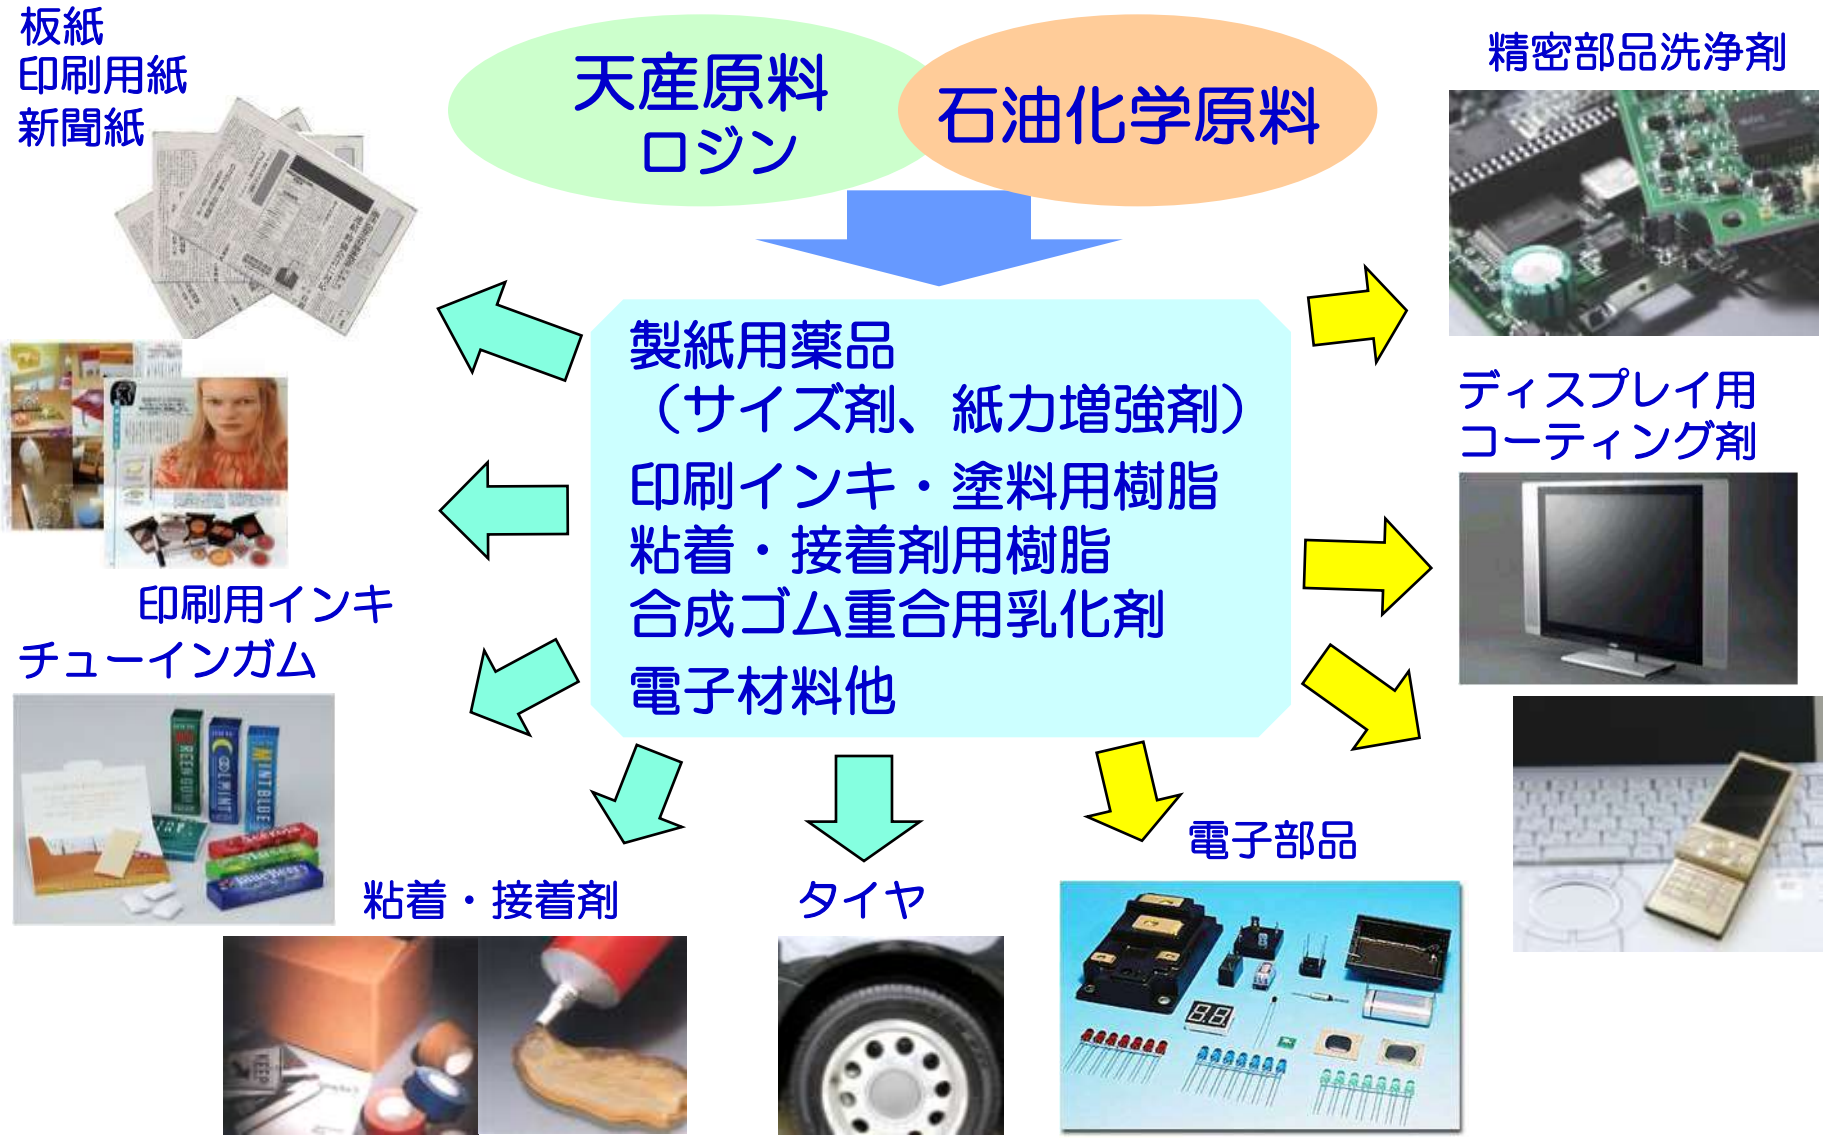 板紙
印刷用紙
新聞紙
天産原料
ロジン
石油化学原料
精密部品洗浄剤
製紙用薬品
（サイズ剤、紙力増強剤）
印刷インキ・塗料用樹脂
粘着・接着剤用樹脂
合成ゴム重合用乳化剤
電子材料他
ディスプレイ用
コーティング剤
印刷用インキ
チューインガム
粘着・接着剤
タイヤ
電子部品
MINT BLUE
BlueBerry
KEEP
8.8.